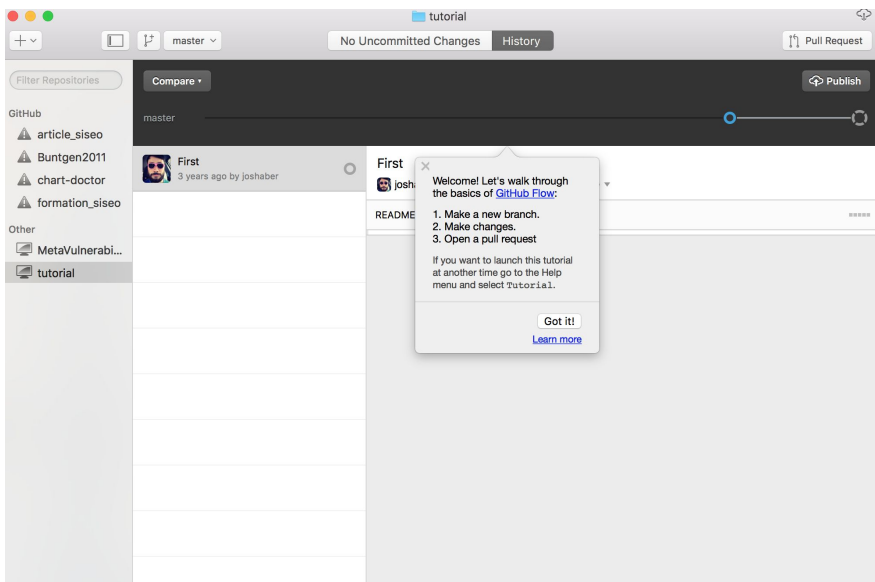 tutorial
master
No Uncommitted Changes
History
Pull Request
Filter Repositories
Compare
Publish
master
GitHub
article_siseo
Buntgen2011
chart-doctor
formation_siseo
Other
MetaVulnerabi...
tutorial
First
3 years ago by joshaber
First
josh
README
Welcome! Let's walk through
the basics of GitHub Flow:
1. Make a new branch.
2. Make changes.
3. Open a pull request
If you want to launch this tutorial
at another time go to the Help
menu and select Tutorial.
Got it!
Learn more